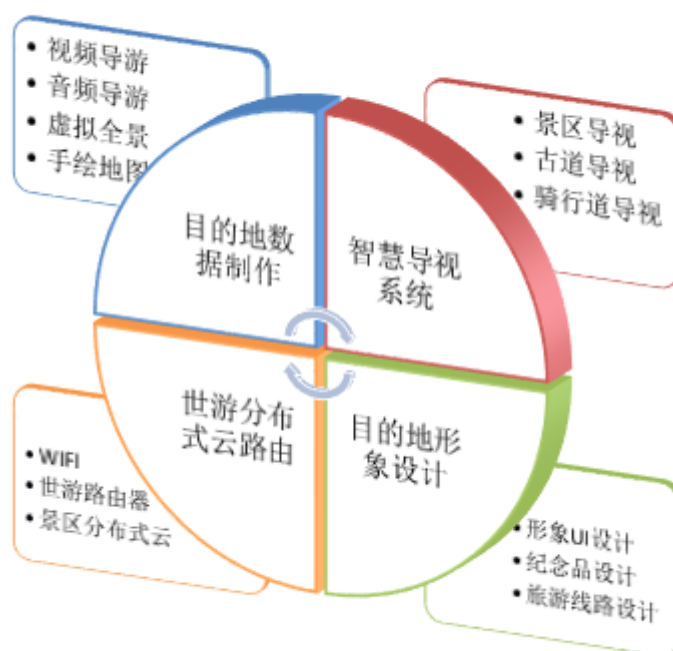 • 视频导游
• 音频导游
• 虚拟全景
• 手绘地图
• 景区导视
• 古道导视
• 骑行道导视
目的地数
据制作
智慧导视
系统
世游分布
式云路由
目的地形
象设计
• WIFI
• 世游路由器
• 景区分布式云
• 形象UI设计
• 纪念品设计
• 旅游线路设计